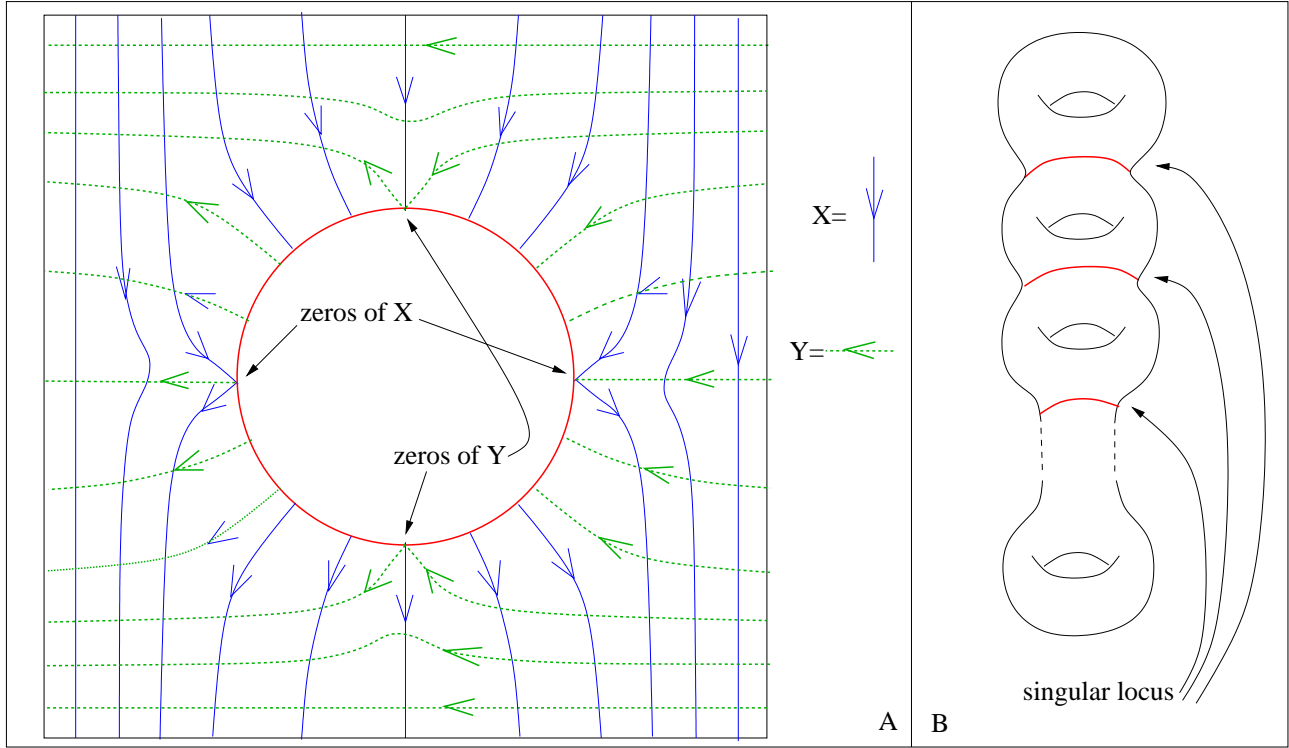 X=
zeros of X
Y=
zeros of Y
A
B
singular locus